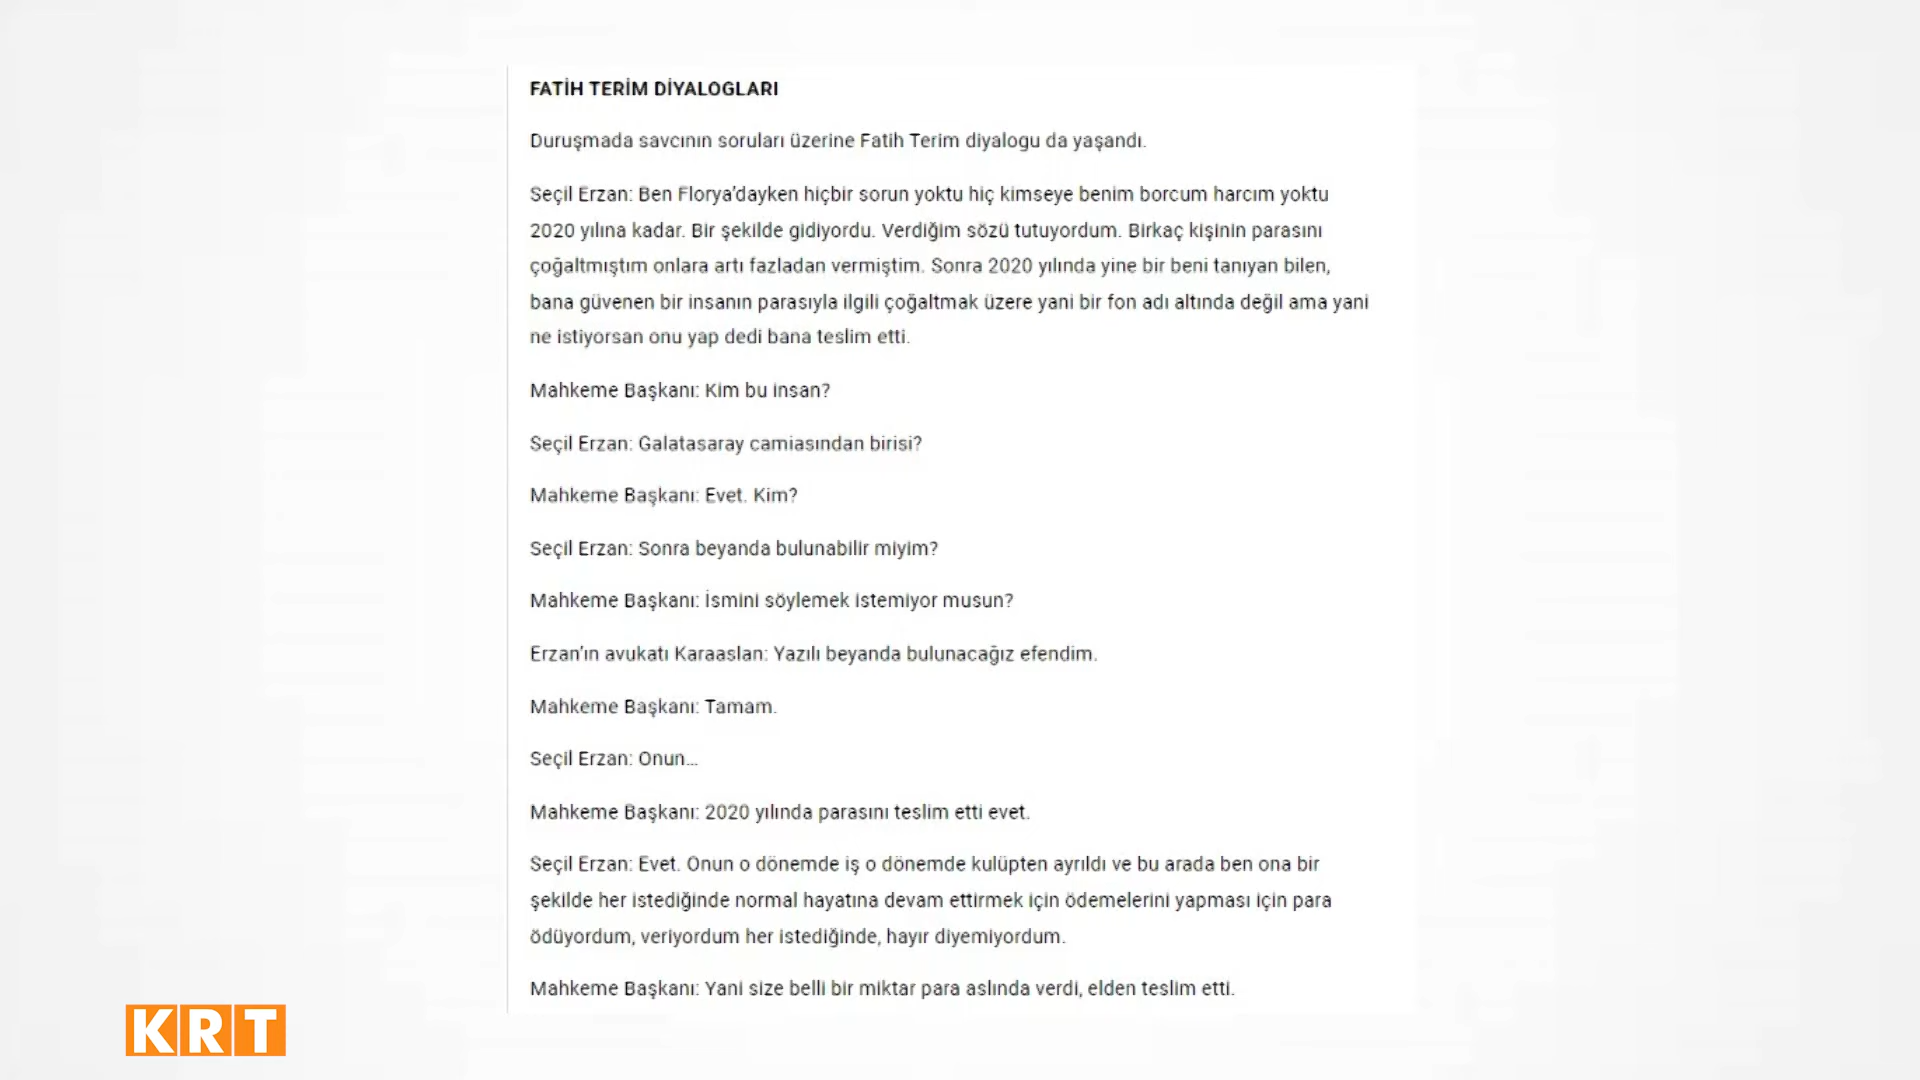 FATİH TERİM DİYALOGLARI
Duruşmada savcının soruları üzerine Fatih Terim diyalogu da yaşandı.
Seçil Erzan: Ben Florya’dayken hiçbir sorun yoktu hiç kimseye benim borcum harcım yoktu
2020 yılına kadar. Bir şekilde gidiyordu. Verdiğim sözü tutuyordum. Birkaç kişinin parasını
çoğaltmıştım onlara artı fazladan vermiştim. Sonra 2020 yılında yine bir beni tanıyan bilen,
bana güvenen bir insanın parasıyla ilgili çoğaltmak üzere yani bir fon adı altında değil ama yani
ne istiyorsan onu yap dedi bana teslim etti.
Mahkeme Başkanı: Kim bu insan?
Seçil Erzan: Galatasaray camiasından birisi?
Mahkeme Başkanı: Evet. Kim?
Seçil Erzan: Sonra beyanda bulunabilir miyim?
Mahkeme Başkanı: İsmini söylemek istemiyor musun?
Erzan’ın avukatı Karaaslan: Yazılı beyanda bulunacağız efendim.
Mahkeme Başkanı: Tamam.
Seçil Erzan: Onun...
Mahkeme Başkanı: 2020 yılında parasını teslim etti evet.
Seçil Erzan: Evet. Onun o dönemde iş o dönemde kulüpten ayrıldı ve bu arada ben ona bir
şekilde her istediğinde normal hayatına devam ettirmek için ödemelerini yapması için para
ödüyordum, veriyordum her istediğinde, hayır diyemiyordum.
Mahkeme Başkanı: Yani size belli bir miktar para aslında verdi, elden teslim etti.
KRT